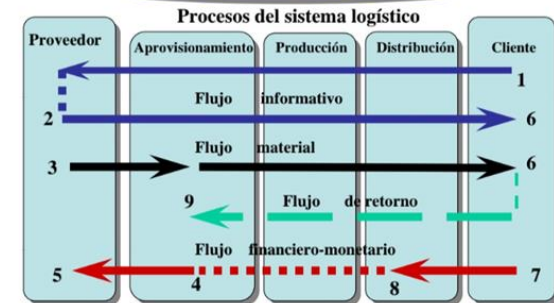 Procesos del sistema logístico
Proveedor
Aprovisionamiento
Producción
Distribución
Cliente
1
Flujo informativo
2
6
Flujo material
3
6
9
Flujo de retorno
Flujo financiero-monetario
5
4
8
7